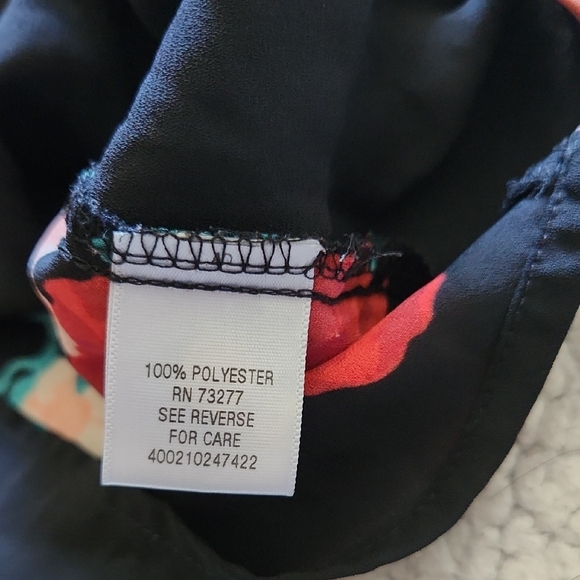 100% POLYESTER
RN 73277
SEE REVERSE
FOR CARE
400210247422